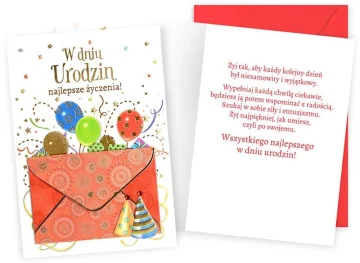 W dniu
Urodzin
najlepsze życzenia!
Żyj tak, aby każdy kolejny dzień
był niesamowity i wyjątkowy.
Wypełniaj każdą chwilę ciekawie,
będziesz ją potem wspominać z radością.
Szukaj w sobie siły i entuzjazmu.
Żyj najpiękniej, jak umiesz,
czyli po swojemu.
Wszystkiego najlepszego
w dniu urodzin!